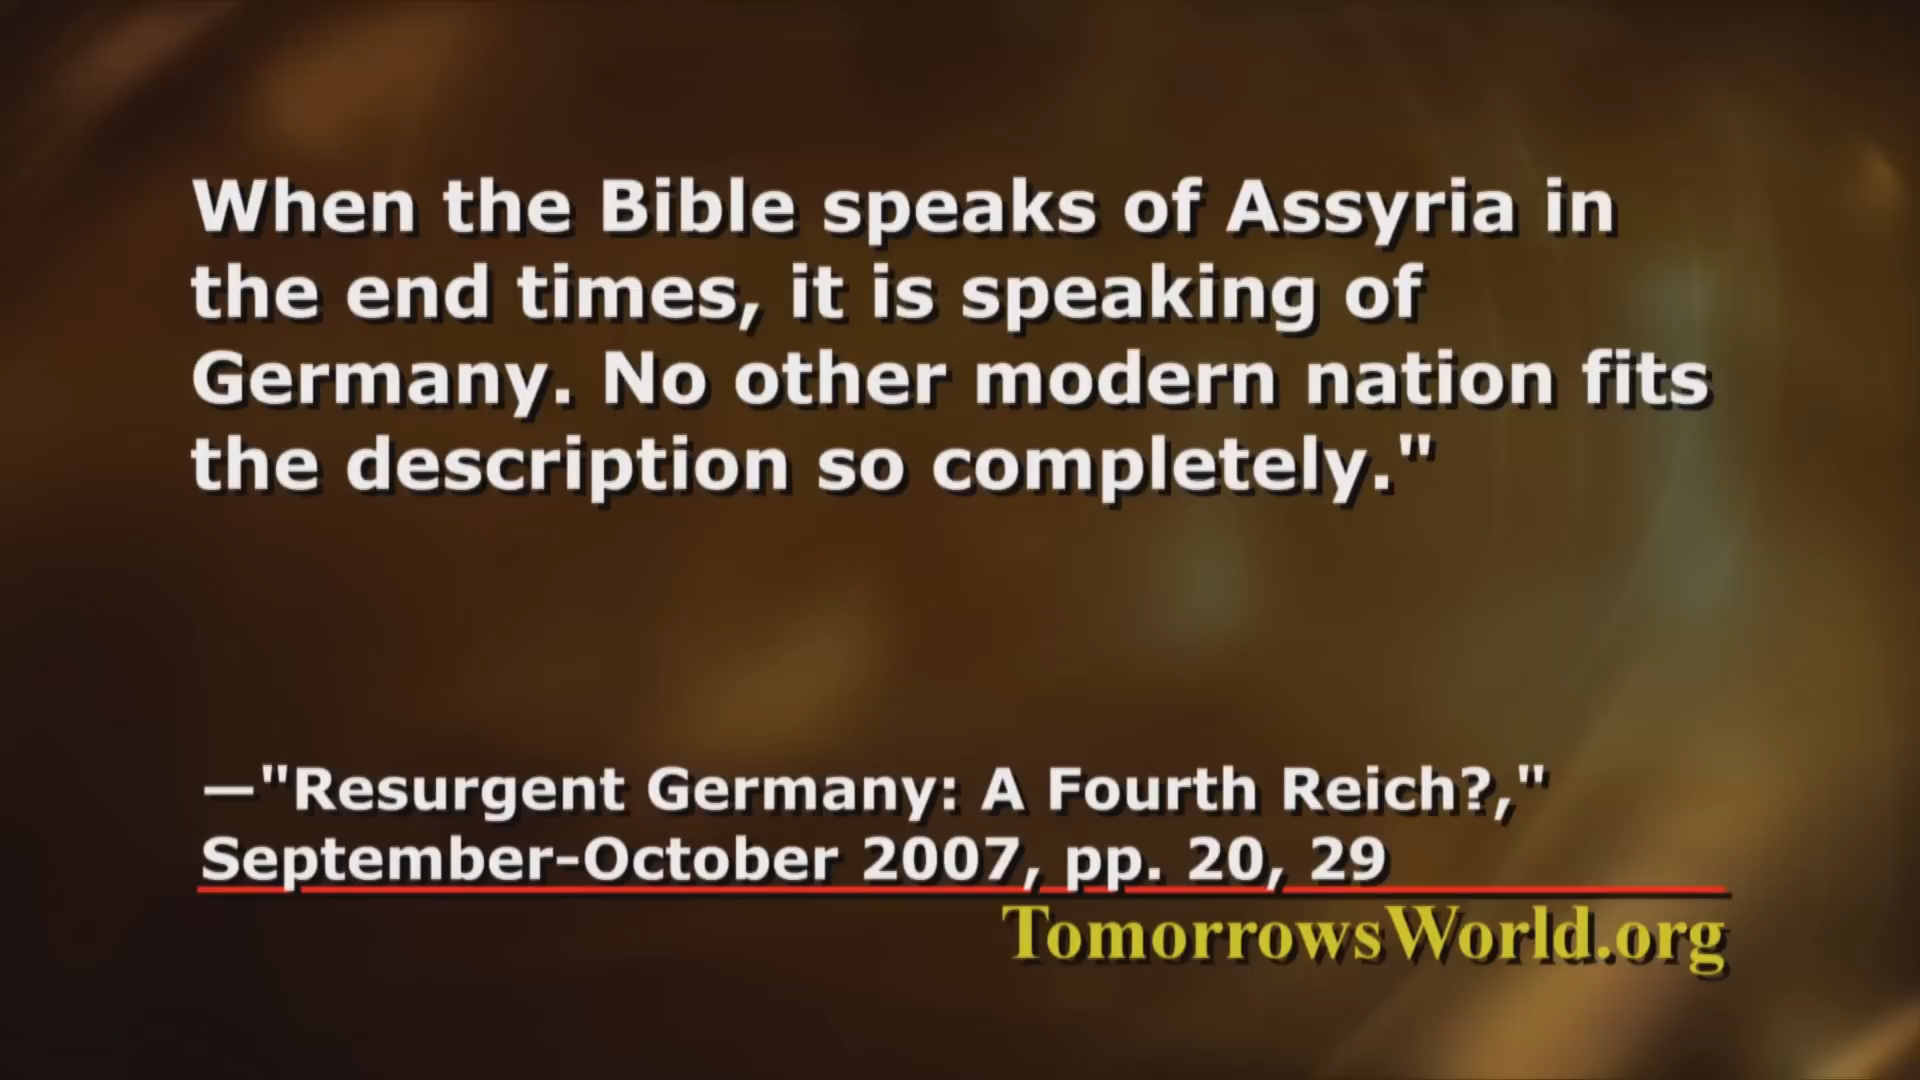 When the Bible speaks of Assyria in
the end times, it is speaking of
Germany. No other modern nation fits
the description so completely."
—"Resurgent Germany: A Fourth Reich?,"
September-October 2007, pp. 20, 29
TomorrowsWorld.org